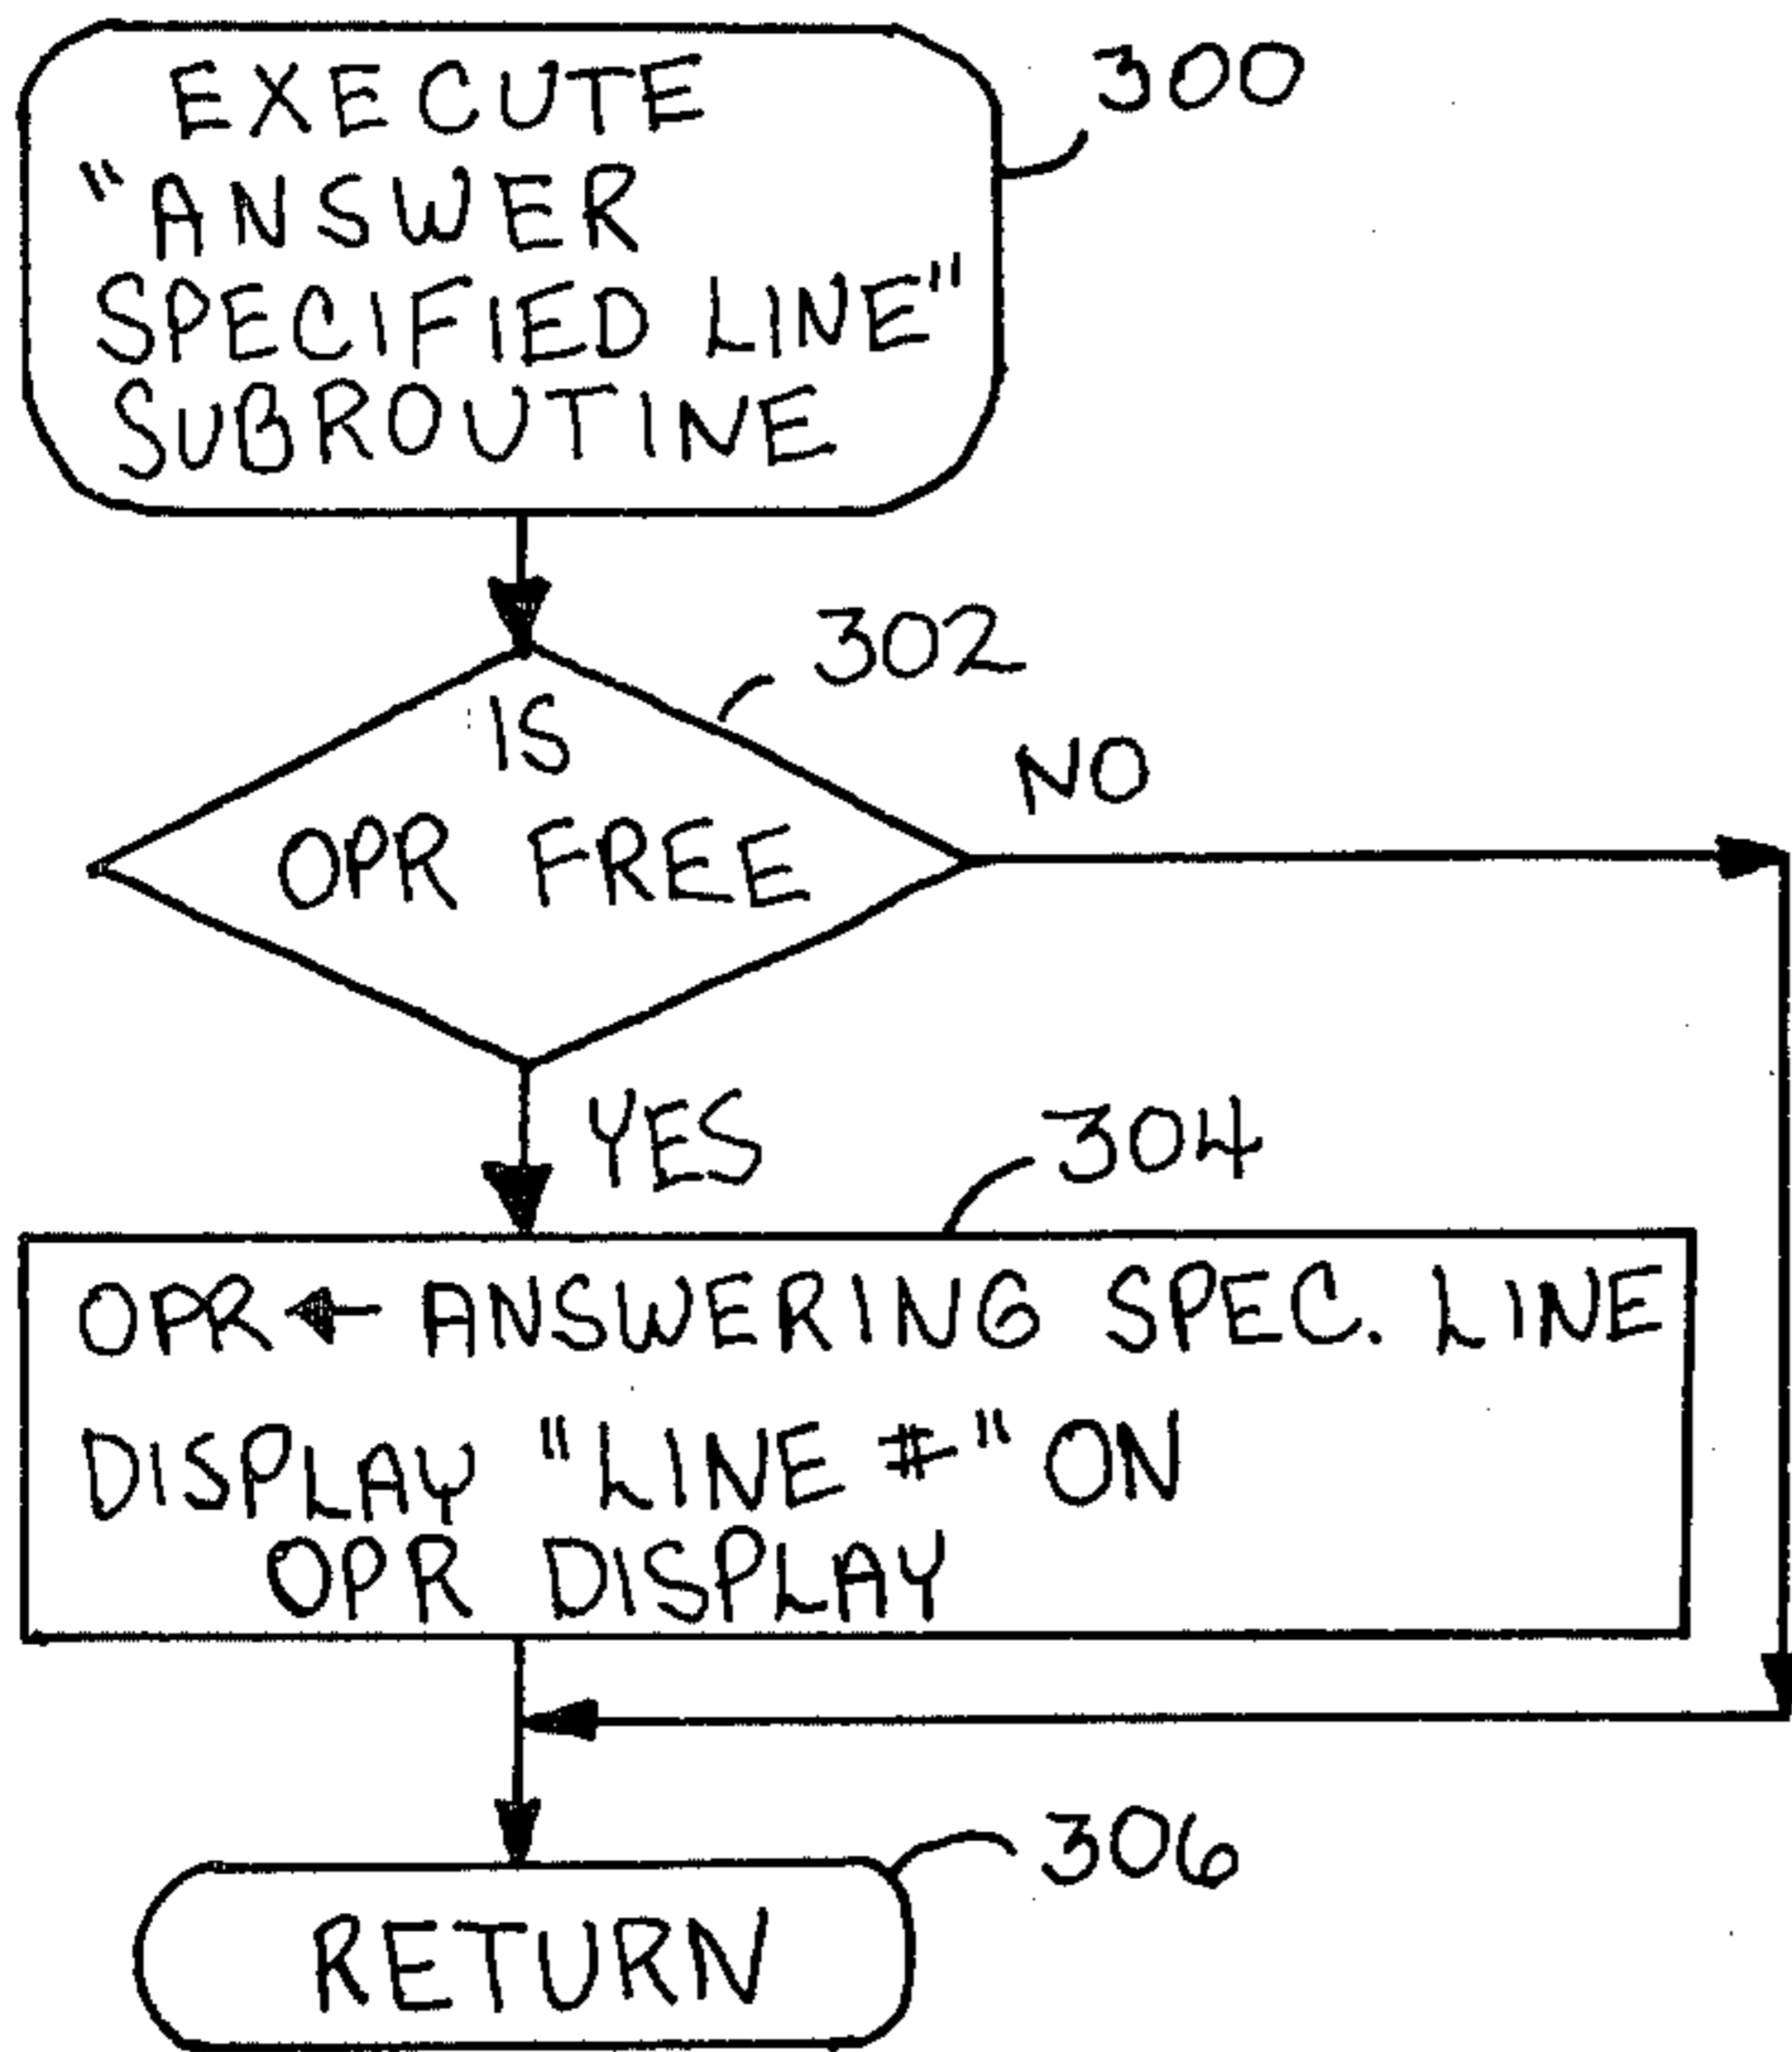 EXECUTE
"ANSWER
SPECIFIED LINE"
SUBROUTINE
300
302
IS
OPR FREE
NO
YES
304
OPR ← ANSWERING SPEC. LINE
DISPLAY "LINE #" ON
OPR DISPLAY
306
RETURN